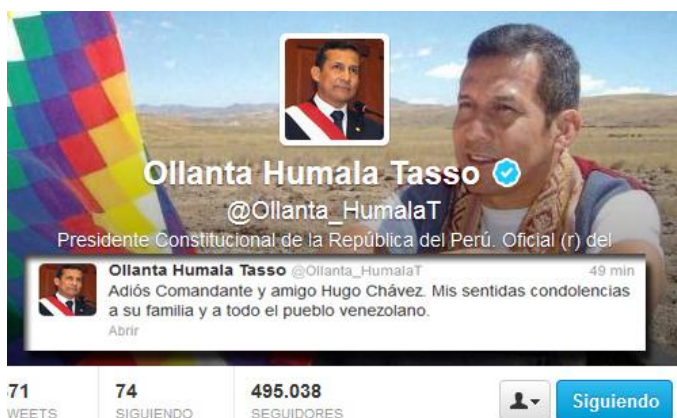 Ollanta Humala Tasso
@Ollanta_HumalaT
Presidente Constitucional de la República del Perú. Oficial (r) del
Ollanta Humala Tasso @Ollanta_HumalaT 49 min
Adiós Comandante y amigo Hugo Chávez. Mis sentidas condolencias
a su familia y a todo el pueblo venezolano.
Abrir
71 74 495.038
WEETS SIGUIENDO SEGUIDORES
Siguiendo